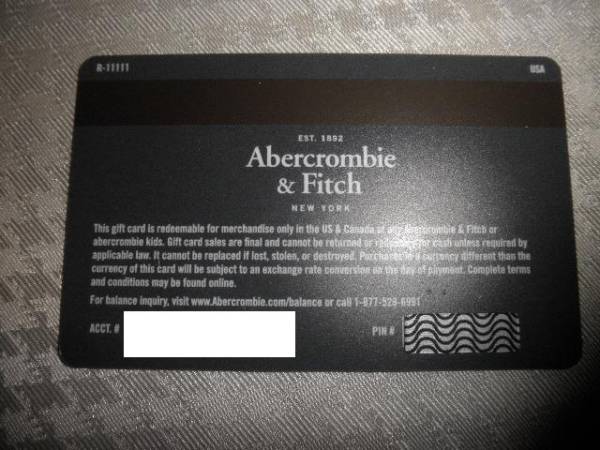 R-11111 USA
EST. 1892
Abercrombie
& Fitch
NEW YORK
This gift card is redeemable for merchandise only in the US & Canada at any Abercrombie & Fitch or
abercrombie kids. Gift card sales are final and cannot be returned or redeemed for cash unless required by
applicable law. It cannot be replaced if lost, stolen, or destroyed. Purchases in a currency different than the
currency of this card will be subject to an exchange rate conversion on the day of payment. Complete terms
and conditions may be found online.
For balance inquiry, visit www.Abercrombie.com/balance or call 1-877-528-6991
ACCT. # PIN #